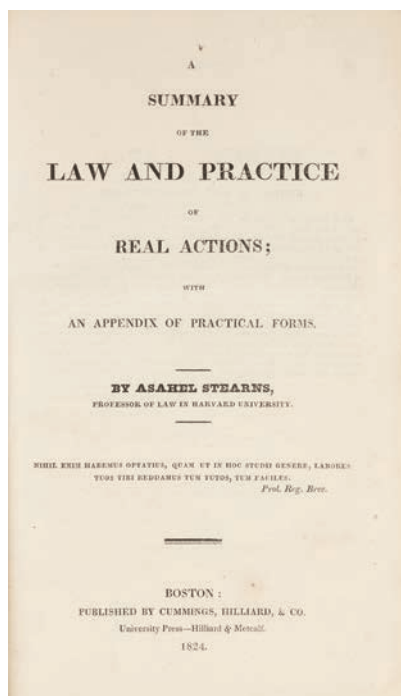 A
SUMMARY
OF THE
LAW AND PRACTICE
OF
REAL ACTIONS;
WITH
AN APPENDIX OF PRACTICAL FORMS.
BY ASAHEL STEARNS,
PROFESSOR OF LAW IN HARVARD UNIVERSITY.
NIHIL ENIM HABEMUS OPTATIUS, QUAM UT IN HOC STUDII GENERE, LABORES
TUOS TIBI REDDAMUS TUM TUTOS, TUM FACILES.
Prol. Reg. Brev.
BOSTON:
PUBLISHED BY CUMMINGS, HILLIARD, & CO.
University Press—Hilliard & Metcalf.
1824.